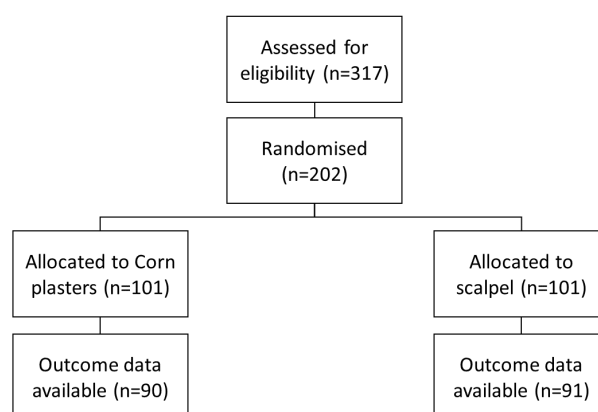 Assessed for
eligibility (n=317)
Randomised
(n=202)
Allocated to Corn
plasters (n=101)
Allocated to
scalpel (n=101)
Outcome data
available (n=90)
Outcome data
available (n=91)